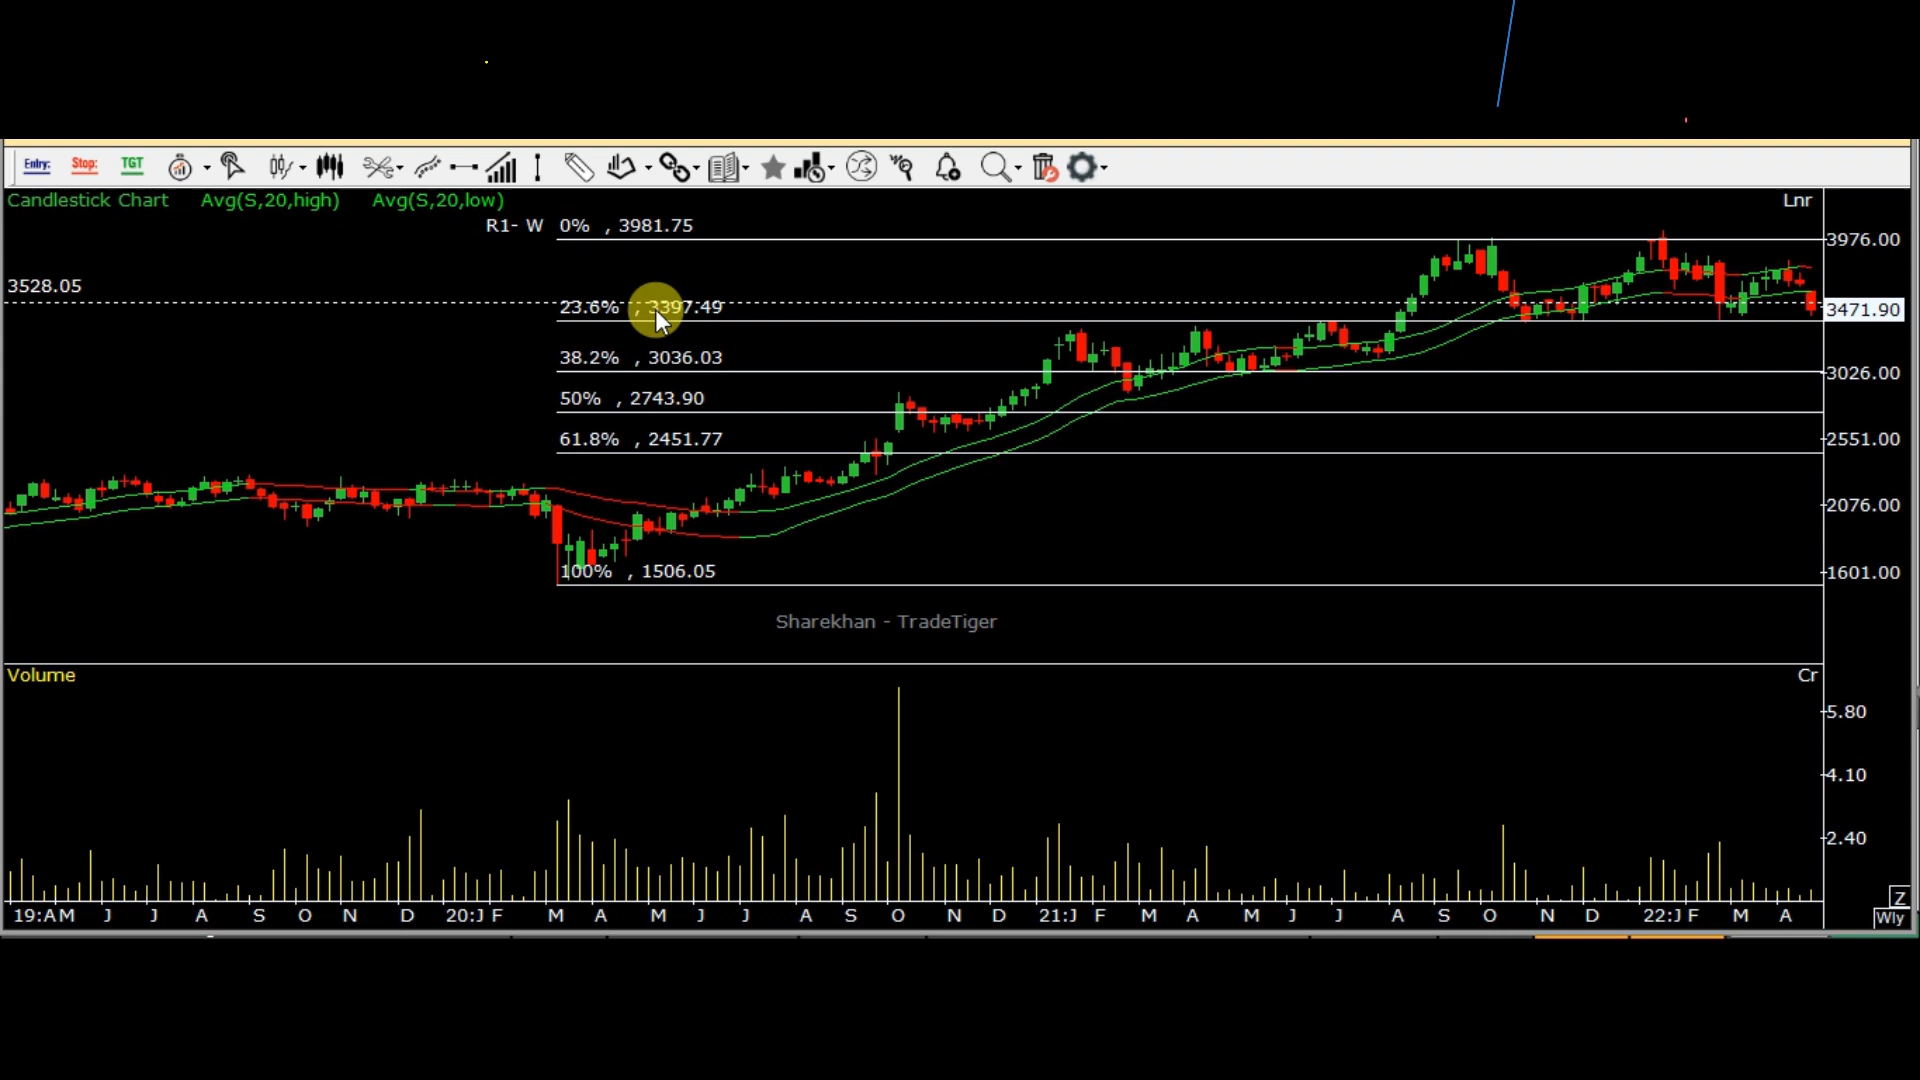 Entry: Stop: TGT
Candlestick Chart Avg(S,20,high) Avg(S,20,low) Lnr
R1- W 0% , 3981.75
3976.00
3528.05
23.6% , 3397.49
3471.90
38.2% , 3036.03
3026.00
50% , 2743.90
61.8% , 2451.77
2551.00
2076.00
100% , 1506.05
1601.00
Sharekhan - TradeTiger
Volume Cr
5.80
4.10
2.40
Z
19:A M J J A S O N D 20:J F M A M J J A S O N D 21:J F M A M J J A S O N D 22:J F M A
Wly